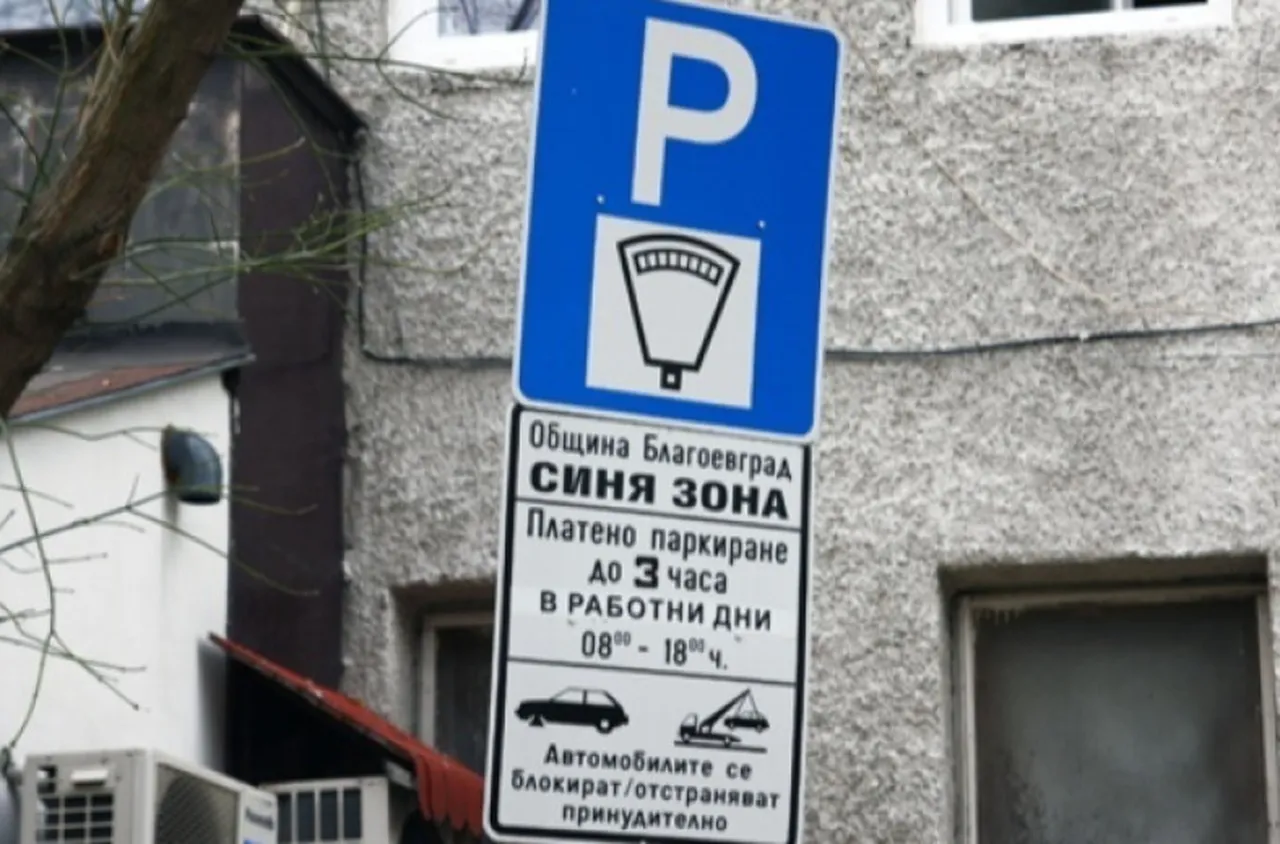 P
Община Благоевград
СИНЯ ЗОНА
Платено паркиране
до 3 часа
В РАБОТНИ ДНИ
08⁰⁰ - 18⁰⁰ ч.
Автомобилите се
блокират/отстраняват
принудително